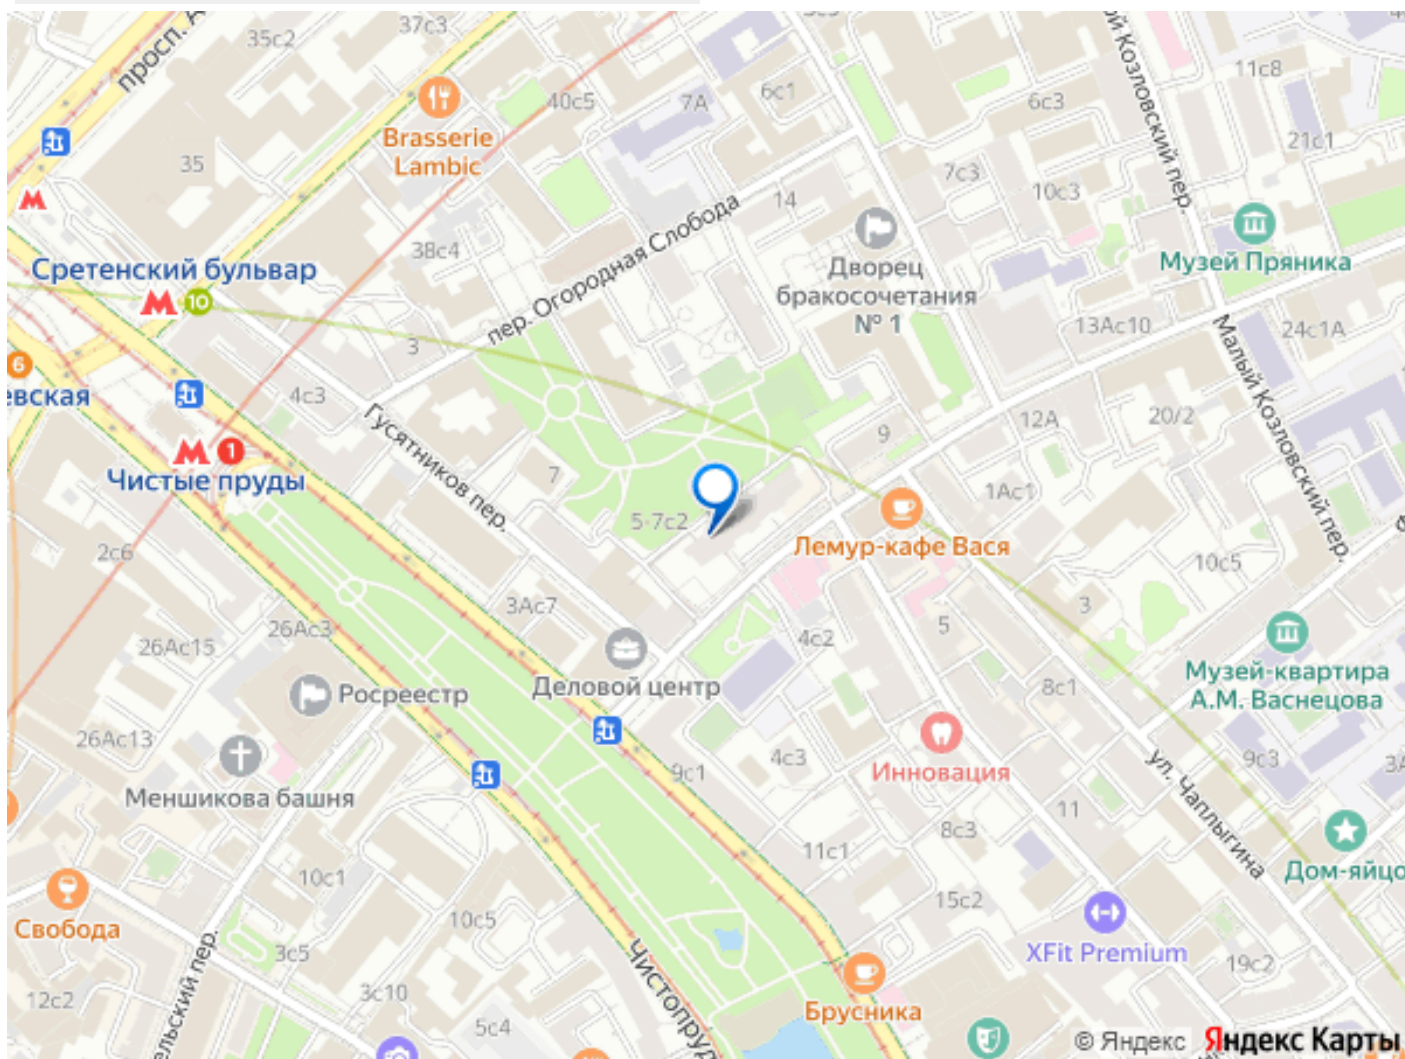 просп. А
35с2
37с3
40с5
7А
6с1
6с3
11с8
21с1
ой Козловский пер.
Brasserie
Lambic
35
14
7с3
10с3
38с4
пер. Огородная Слобода
Дворец
бракосочетания
№ 1
Музей Пряника
Сретенский бульвар
10
3
13Ас10
24с1А
Малый Козловский пер.
6
евская
4с3
Гусятников пер.
9
12А
20/2
1
Чистые пруды
7
5-7с2
1Ас1
Лемур-кафе Вася
2с6
10с5
3Ас7
26Ас3
26Ас15
4с2
5
3
Музей-квартира
А.М. Васнецова
Росреестр
Деловой центр
8с1
26Ас13
Меншикова башня
9с1
4с3
Инновация
9с3
3А
ул. Чаплыгина
11
8с3
11с1
Дом-яйцо
10с1
Свобода
10с5
15с2
XFit Premium
19с2
3с5
ельский пер.
Чистопруд
12с2
3с10
5с4
Брусника
© Яндекс Яндекс Карты